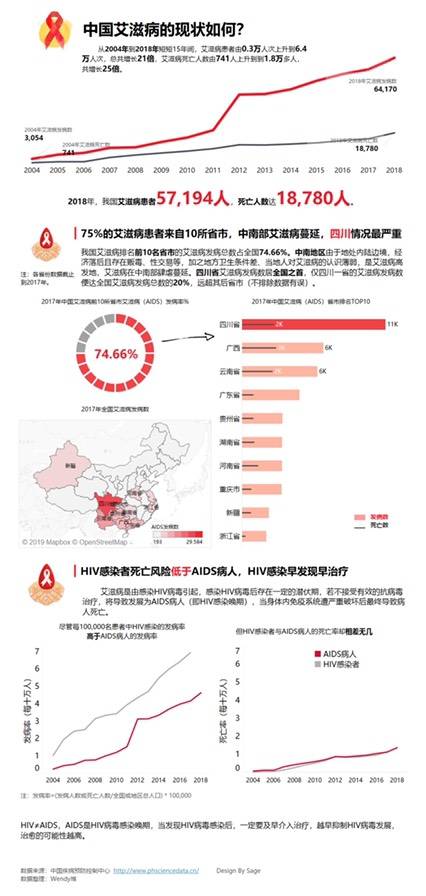 中国艾滋病的现状如何?
从2004年到2018年短短15年间，艾滋病患者由0.3万人次上升到6.4
万人次，总共增长21倍，艾滋病死亡人数由741人上升到到1.8万多人，
共增长25倍。
2018年艾滋病发病数
64,170
2004年艾滋病发病数
3,054
2004年艾滋病死亡数
741
2018年艾滋病死亡数
18,780
2004 2005 2006 2007 2008 2009 2010 2011 2012 2013 2014 2015 2016 2017 2018
2018年，我国艾滋病患者57,194人，死亡人数达18,780人。
75%的艾滋病患者来自10所省市，中南部艾滋病蔓延，四川情况最严重
注：各省份数据截止
到2017年。
我国艾滋病排名前10名省市的艾滋病发病总数占全国74.66%。中南地区由于地处内陆边境，经
济落后且存在贩毒、性交易等，加之地方卫生条件差、当地人对艾滋病的认识薄弱，是艾滋病高
发地、艾滋病在中南部肆虐蔓延。四川省艾滋病发病数居全国之首，仅四川一省的艾滋病发病数
便达全国艾滋病发病总数的20%，远超其后省市（不排除数据有误）。
2017年中国艾滋病前10所省市艾滋病（AIDS）发病率%
74.66%
2017年中国艾滋病（AIDS）省市排名TOP10
四川省 2K 11K
广西 2K 6K
云南省 2K 6K
广东省
贵州省
湖南省
河南省
重庆市
新疆
浙江省
发病数
死亡数
2017年全国艾滋病发病数
新疆
AIDS发病数
193 29,584
© 2019 Mapbox © OpenStreetMap
HIV感染者死亡风险低于AIDS病人，HIV感染早发现早治疗
艾滋病是由感染HIV病毒引起，感染HIV病毒后存在一定的潜伏期，若不接受有效的抗病毒
治疗，将导致发展为AIDS病人（即HIV感染晚期），当身体内免疫系统遭严重破坏后最终导致病
人死亡。
尽管每100,000名患者中HIV感染的发病率
高于AIDS病人的发病率
发病率（每十万人）
7
6
5
4
3
2
1
0
2004 2006 2008 2010 2012 2014 2016 2018
但HIV感染者与AIDS病人的死亡率却相差无几
AIDS病人
HIV感染者
死亡率（每十万人）
7
6
5
4
3
2
1
0
2004 2006 2008 2010 2012 2014 2016 2018
注：发病率=(发病人数或死亡人数/全国或地区总人口) * 100,000
HIV≠AIDS，AIDS是HIV病毒感染晚期，当发现HIV病毒感染后，一定要及早介入治疗，越早抑制HIV病毒发展，
治愈的可能性越高。
数据来源：中国疾病预防控制中心 http://www.phsciencedata.cn/ Design By Sage
数据整理：Wendy维